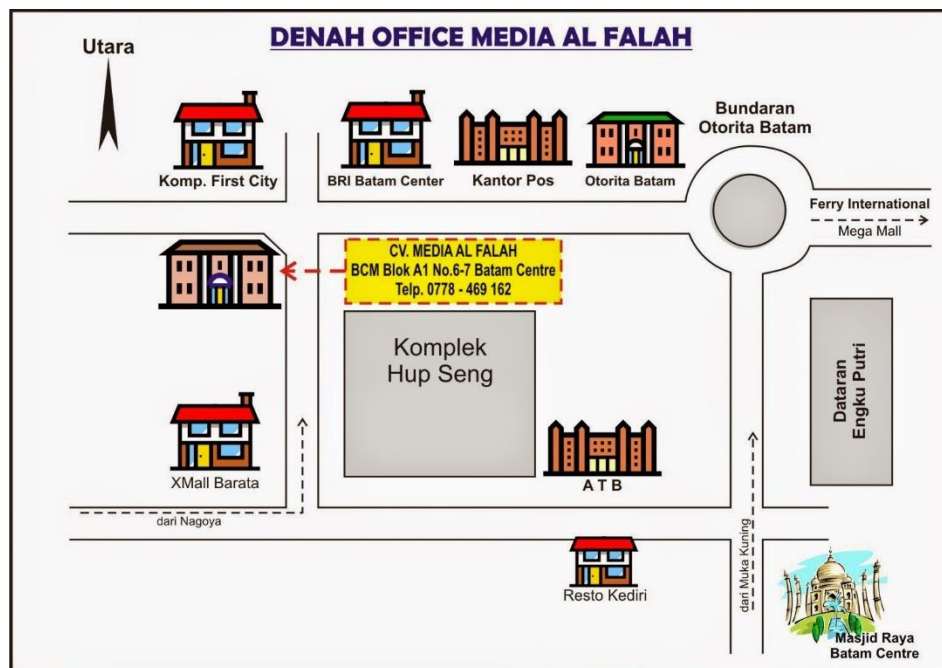 DENAH OFFICE MEDIA AL FALAH
Utara
Bundaran
Otorita Batam
Komp. First City
BRI Batam Center
Kantor Pos
Otorita Batam
Ferry International
Mega Mall
CV. MEDIA AL FALAH
BCM Blok A1 No.6-7 Batam Centre
Telp. 0778 - 469 162
Komplek
Hup Seng
Dataran
Engku Putri
XMall Barata
A T B
dari Nagoya
dari Muka Kuning
Resto Kediri
Masjid Raya
Batam Centre